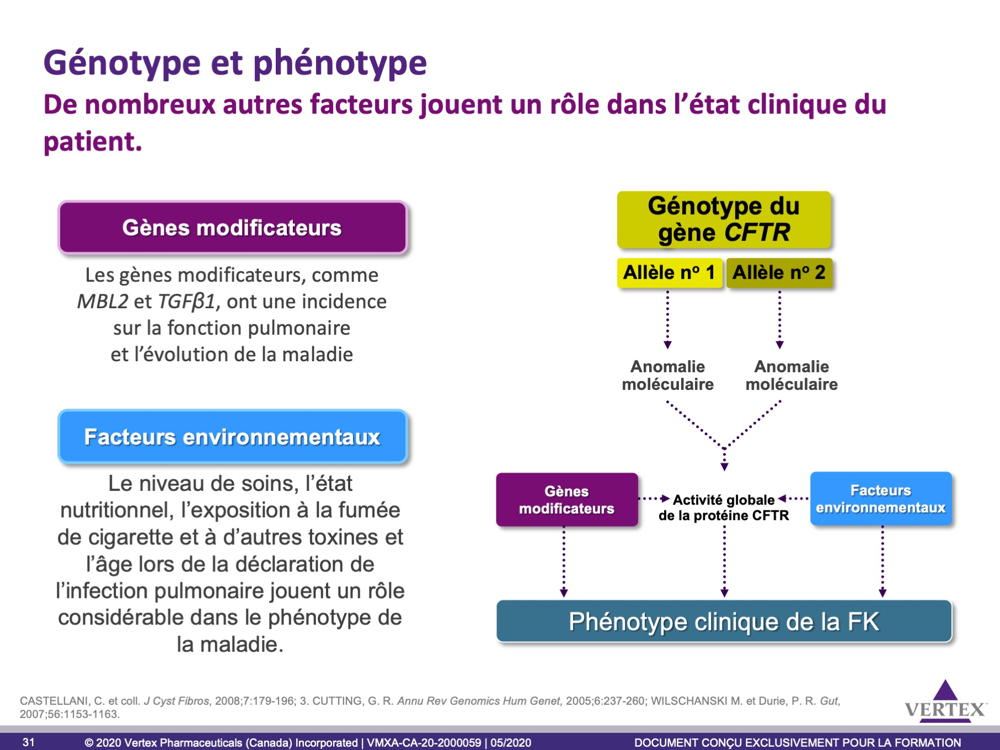 Génotype et phénotype
De nombreux autres facteurs jouent un rôle dans l’état clinique du
patient.
Gènes modificateurs
Les gènes modificateurs, comme
MBL2 et TGFβ1, ont une incidence
sur la fonction pulmonaire
et l’évolution de la maladie
Facteurs environnementaux
Le niveau de soins, l’état
nutritionnel, l’exposition à la fumée
de cigarette et à d’autres toxines et
l’âge lors de la déclaration de
l’infection pulmonaire jouent un rôle
considérable dans le phénotype de
la maladie.
Génotype du
gène CFTR
Allèle nᵒ 1
Allèle nᵒ 2
Anomalie
moléculaire
Anomalie
moléculaire
Gènes
modificateurs
Activité globale
de la protéine CFTR
Facteurs
environnementaux
Phénotype clinique de la FK
CASTELLANI, C. et coll. J Cyst Fibros, 2008;7:179-196; 3. CUTTING, G. R. Annu Rev Genomics Hum Genet, 2005;6:237-260; WILSCHANSKI M. et Durie, P. R. Gut,
2007;56:1153-1163.
VERTEX
31
© 2020 Vertex Pharmaceuticals (Canada) Incorporated | VMXA-CA-20-2000059 | 05/2020
DOCUMENT CONÇU EXCLUSIVEMENT POUR LA FORMATION